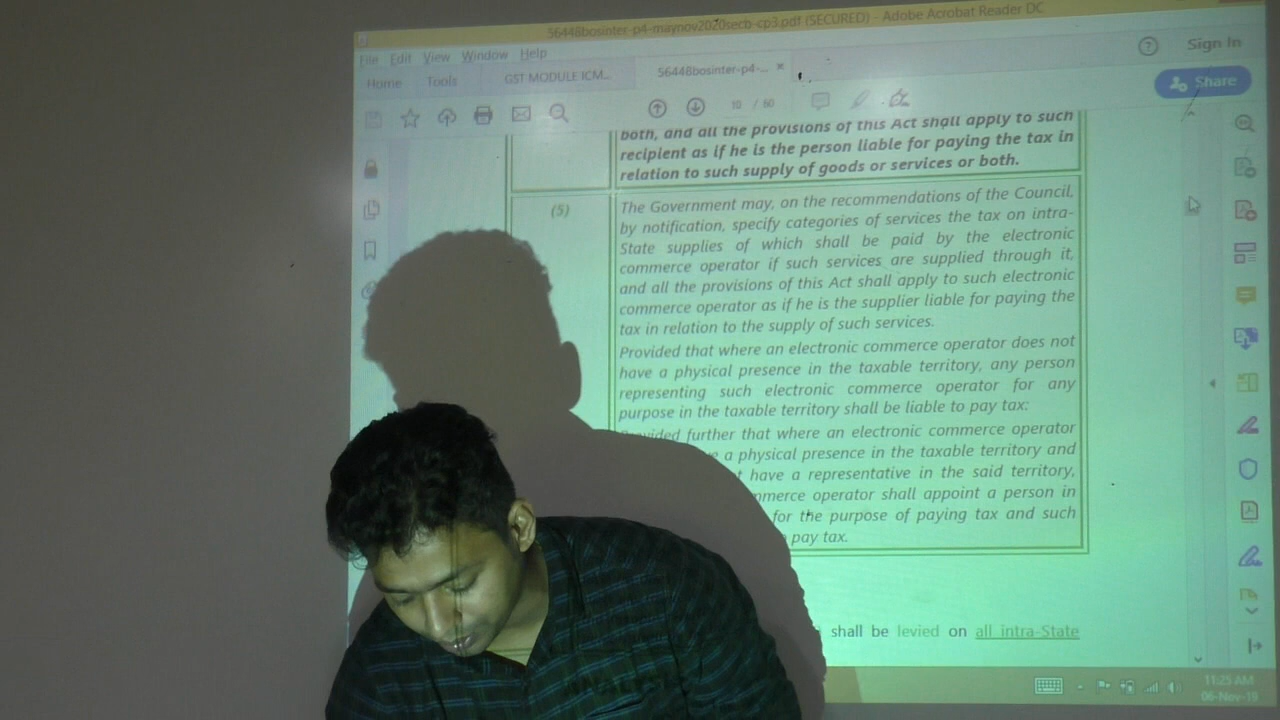 56448bosinter-p4-maynov2020secb-cp3.pdf (SECURED) - Adobe Acrobat Reader DC
File Edit View Window Help
Home Tools GST MODULE ICM... 56448bosinter-p4-... × Sign In
10 / 60 Share
both, and all the provisions of this Act shall apply to such
recipient as if he is the person liable for paying the tax in
relation to such supply of goods or services or both.
(5) The Government may, on the recommendations of the Council,
by notification, specify categories of services the tax on intra-
State supplies of which shall be paid by the electronic
commerce operator if such services are supplied through it,
and all the provisions of this Act shall apply to such electronic
commerce operator as if he is the supplier liable for paying the
tax in relation to the supply of such services.
Provided that where an electronic commerce operator does not
have a physical presence in the taxable territory, any person
representing such electronic commerce operator for any
purpose in the taxable territory shall be liable to pay tax:
Provided further that where an electronic commerce operator
a physical presence in the taxable territory and
have a representative in the said territory,
operator shall appoint a person in
for the purpose of paying tax and such
pay tax.
shall be levied on all intra-State
11:25 AM
06-Nov-19